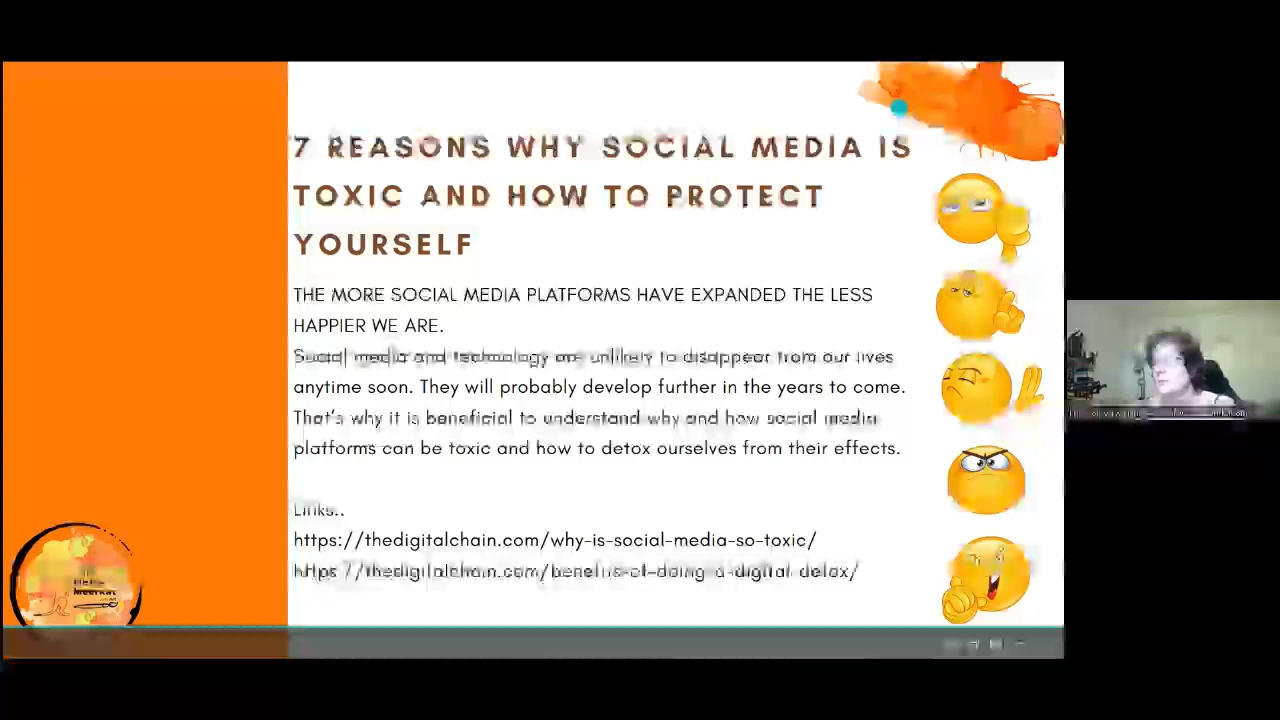 7 REASONS WHY SOCIAL MEDIA IS
TOXIC AND HOW TO PROTECT
YOURSELF
THE MORE SOCIAL MEDIA PLATFORMS HAVE EXPANDED THE LESS
HAPPIER WE ARE.
Social media and technology are unlikely to disappear from our lives
anytime soon. They will probably develop further in the years to come.
That's why it is beneficial to understand why and how social media
platforms can be toxic and how to detox ourselves from their effects.
Links..
https://thedigitalchain.com/why-is-social-media-so-toxic/
https://thedigitalchain.com/benefits-of-doing-a-digital-detox/
Meerkat